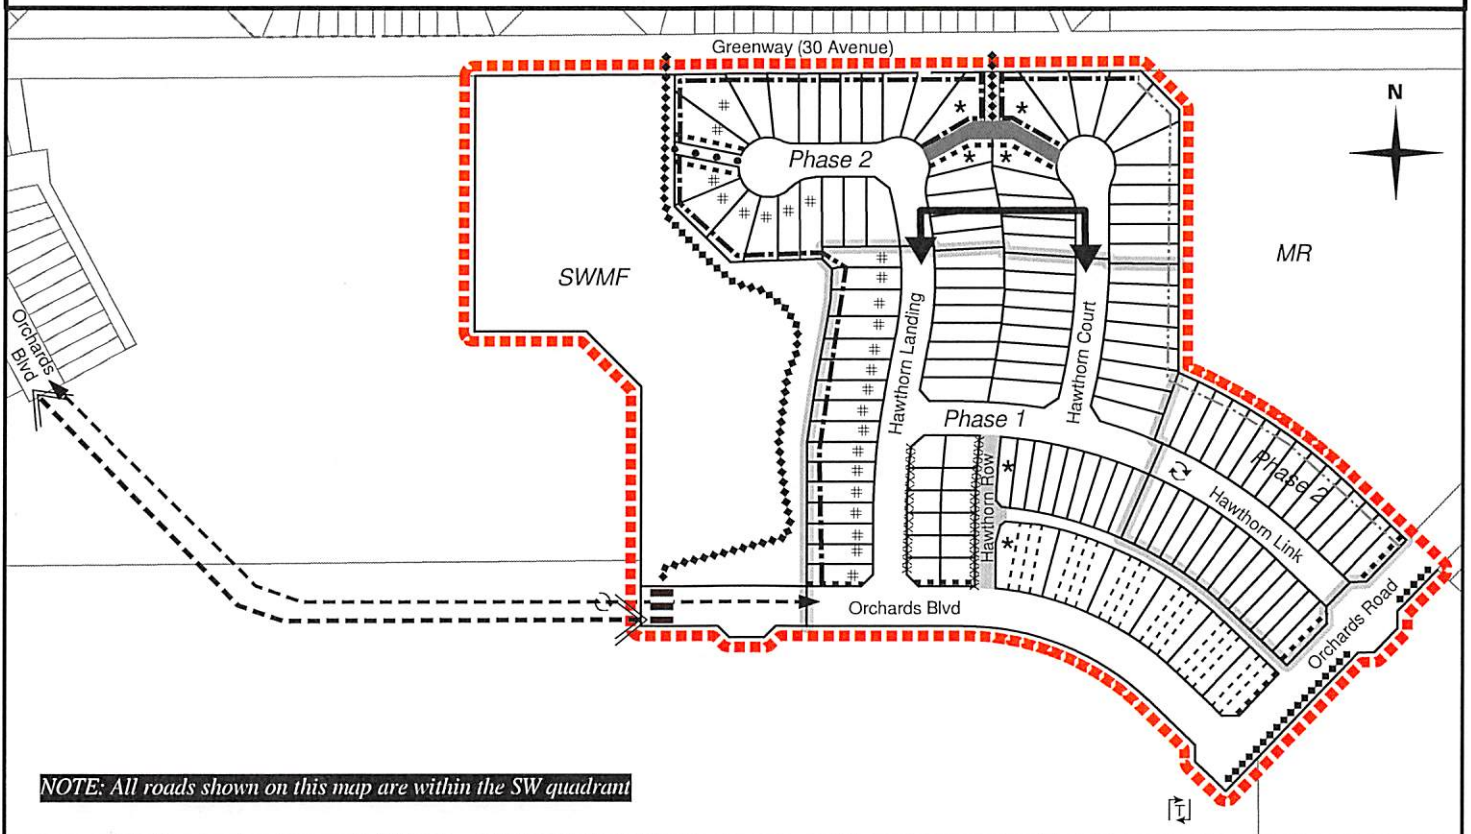 Greenway (30 Avenue)
N
Phase 2
MR
SWMF
Orchards
Blvd
Hawthorn Landing
Hawthorn Court
Phase 1
Hawthorn Row
Phase 2
Hawthorn Link
Orchards Blvd
Orchards Road
NOTE: All roads shown on this map are within the SW quadrant
T